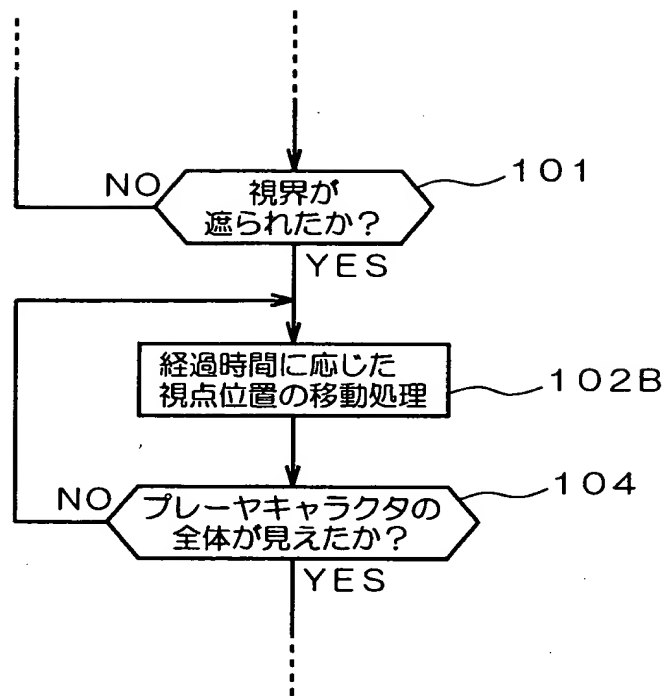 NO
視界が
遮られたか？
101
YES
経過時間に応じた
視点位置の移動処理
102B
NO
プレーヤキャラクタの
全体が見えたか？
104
YES